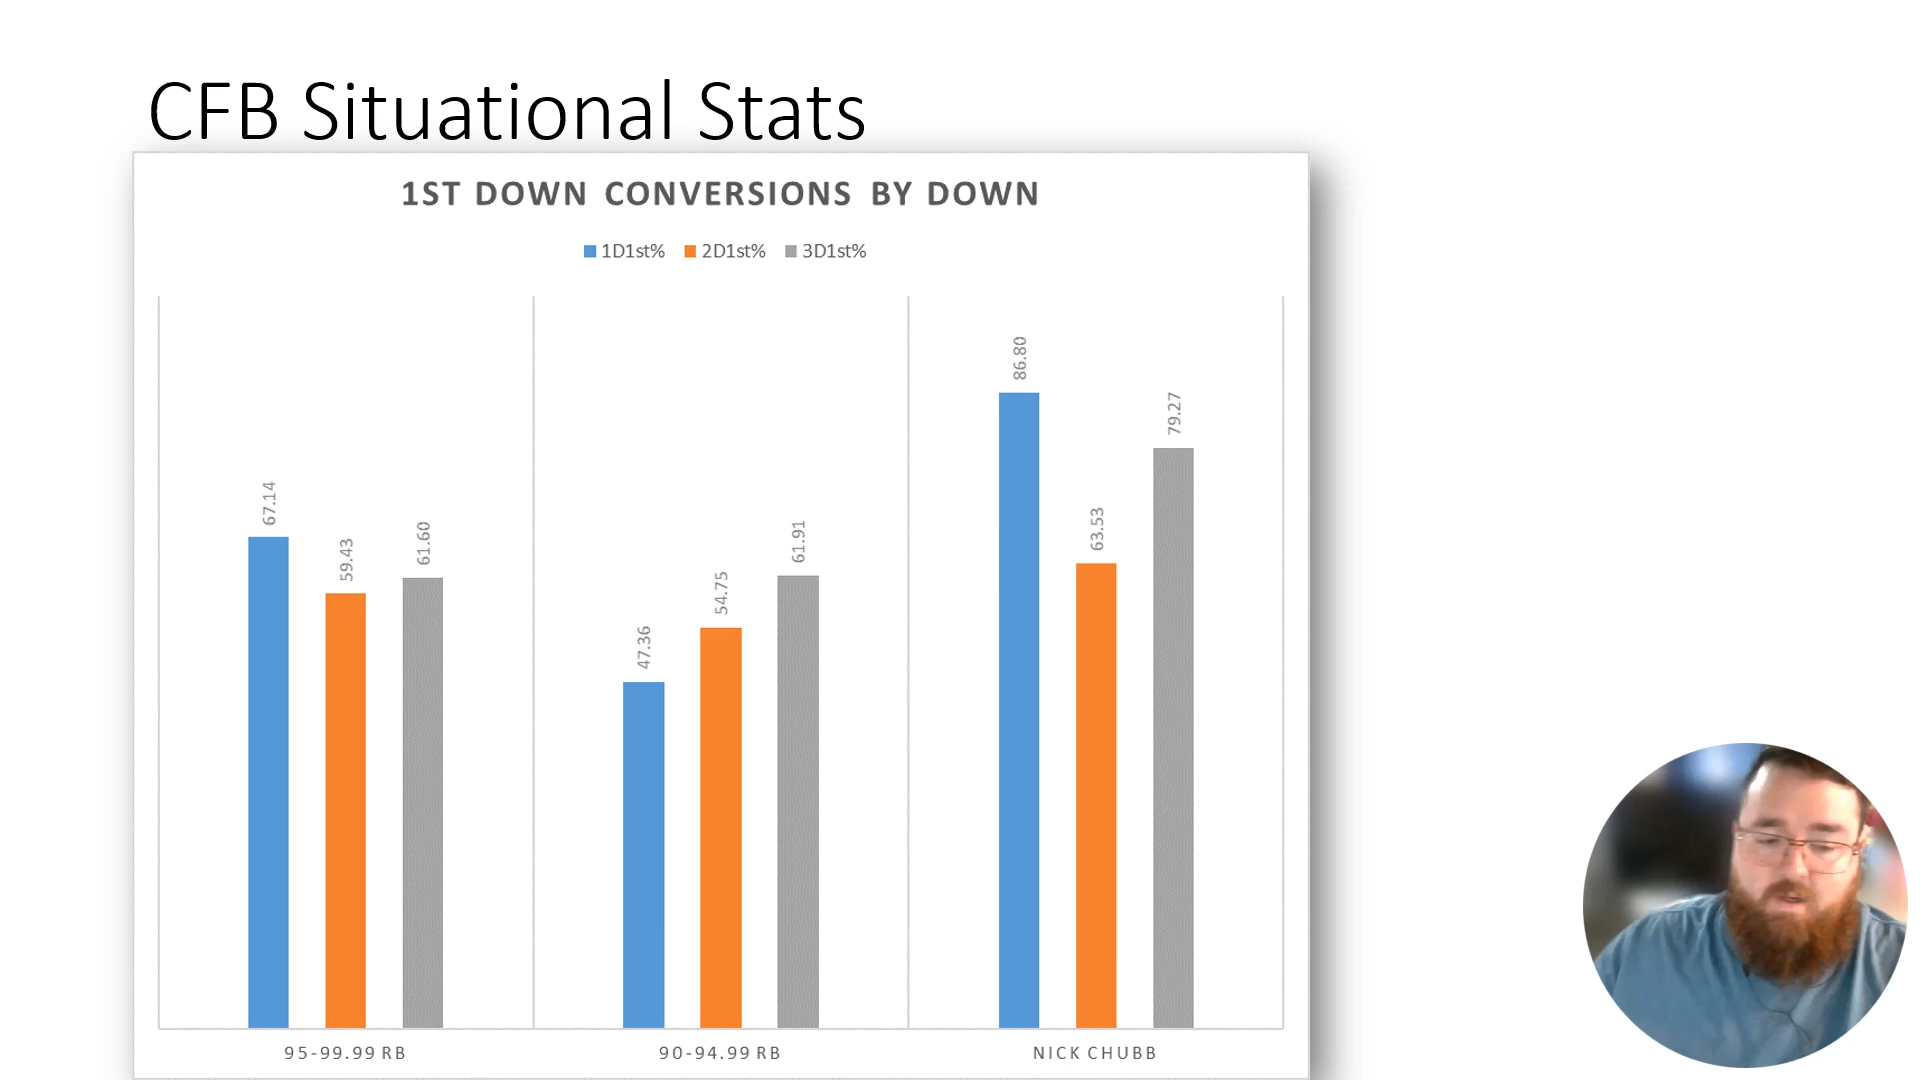 CFB Situational Stats
1ST DOWN CONVERSIONS BY DOWN
1D1st% 2D1st% 3D1st%
67.14
59.43
61.60
47.36
54.75
61.91
86.80
63.53
79.27
95-99.99 RB
90-94.99 RB
NICK CHUBB